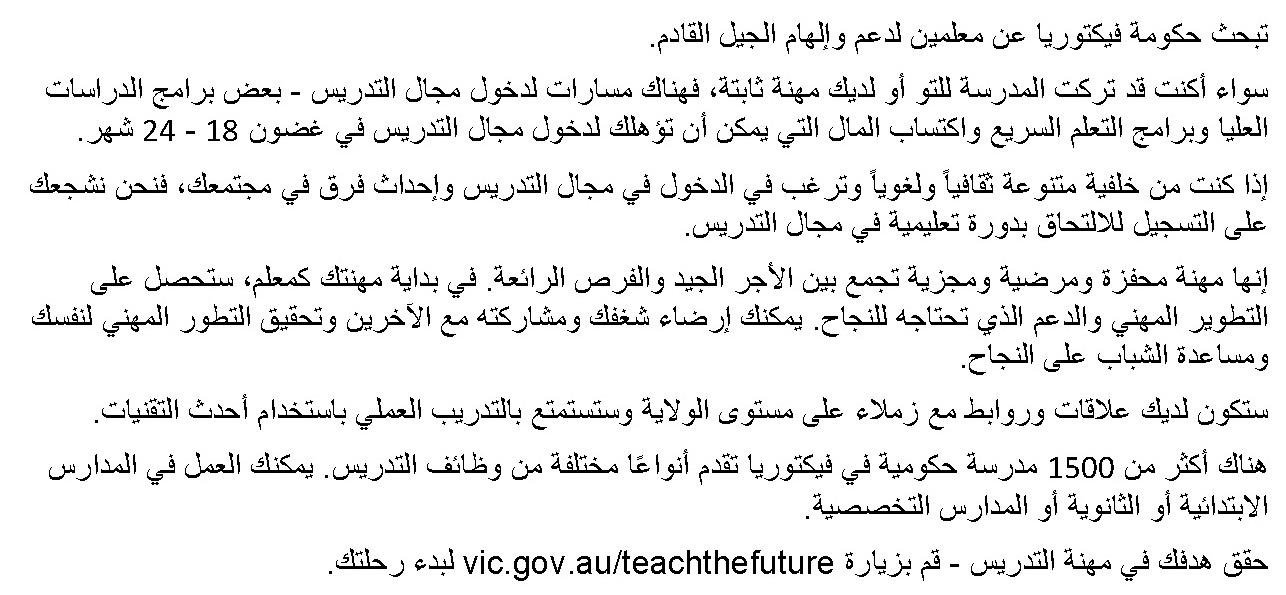 تبحث حكومة فيكتوريا عن معلمين لدعم وإلهام الجيل القادم.
سواء أكنت قد تركت المدرسة للتو أو لديك مهنة ثابتة، فهناك مسارات لدخول مجال التدريس - بعض برامج الدراسات
العليا وبرامج التعلم السريع واكتساب المال التي يمكن أن تؤهلك لدخول مجال التدريس في غضون 18 - 24 شهر.
إذا كنت من خلفية متنوعة ثقافياً ولغوياً وترغب في الدخول في مجال التدريس وإحداث فرق في مجتمعك، فنحن نشجعك
على التسجيل للالتحاق بدورة تعليمية في مجال التدريس.
إنها مهنة محفزة ومرضية ومجزية تجمع بين الأجر الجيد والفرص الرائعة. في بداية مهنتك كمعلم، ستحصل على
التطوير المهني والدعم الذي تحتاجه للنجاح. يمكنك إرضاء شغفك ومشاركته مع الآخرين وتحقيق التطور المهني لنفسك
ومساعدة الشباب على النجاح.
ستكون لديك علاقات وروابط مع زملاء على مستوى الولاية وستستمتع بالتدريب العملي باستخدام أحدث التقنيات.
هناك أكثر من 1500 مدرسة حكومية في فيكتوريا تقدم أنواعًا مختلفة من وظائف التدريس. يمكنك العمل في المدارس
الابتدائية أو الثانوية أو المدارس التخصصية.
حقق هدفك في مهنة التدريس - قم بزيارة vic.gov.au/teachthefuture لبدء رحلتك.